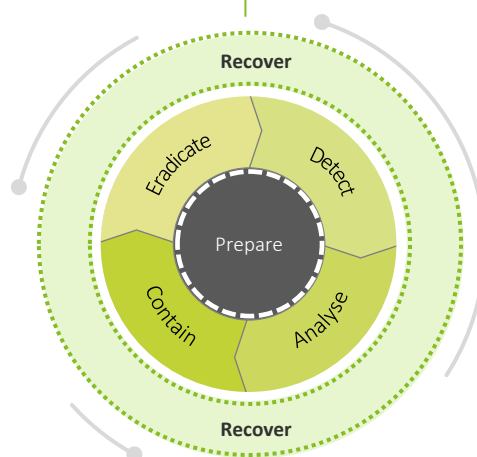 Recover
Eradicate
Detect
Prepare
Contain
Analyse
Recover